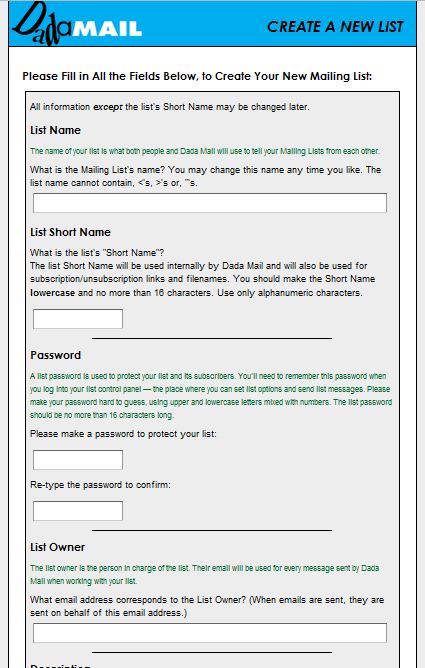 DadaMAIL
CREATE A NEW LIST
Please Fill in All the Fields Below, to Create Your New Mailing List:
All information except the list's Short Name may be changed later.
List Name
The name of your list is what both people and Dada Mail will use to tell your Mailing Lists from each other.
What is the Mailing List's name? You may change this name any time you like. The
list name cannot contain, <'s, >'s or, "'s.
List Short Name
What is the list's "Short Name"?
The list Short Name will be used internally by Dada Mail and will also be used for
subscription/unsubscription links and filenames. You should make the Short Name
lowercase and no more than 16 characters. Use only alphanumeric characters.
Password
A list password is used to protect your list and its subscribers. You'll need to remember this password when
you log into your list control panel — the place where you can set list options and send list messages. Please
make your password hard to guess, using upper and lowercase letters mixed with numbers. The list password
should be no more than 16 characters long.
Please make a password to protect your list:
Re-type the password to confirm:
List Owner
The list owner is the person in charge of the list. Their email will be used for every message sent by Dada
Mail when working with your list.
What email address corresponds to the List Owner? (When emails are sent, they are
sent on behalf of this email address.)
Description